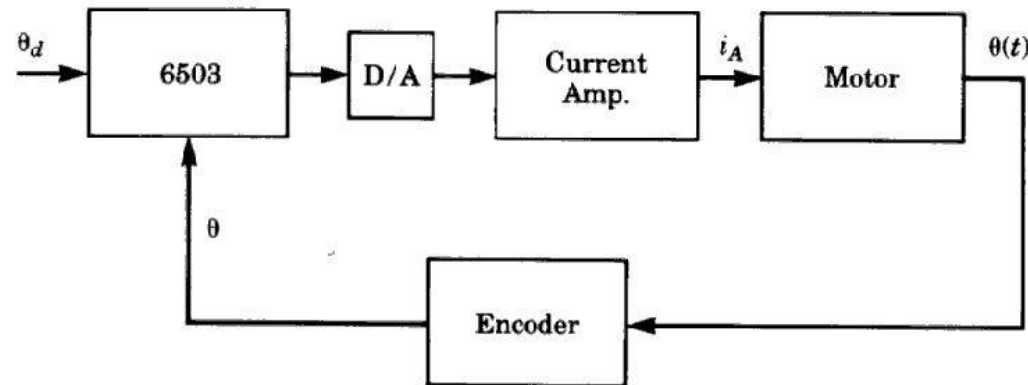 θd
6503
D/A
Current
Amp.
iA
Motor
θ(t)
θ
Encoder